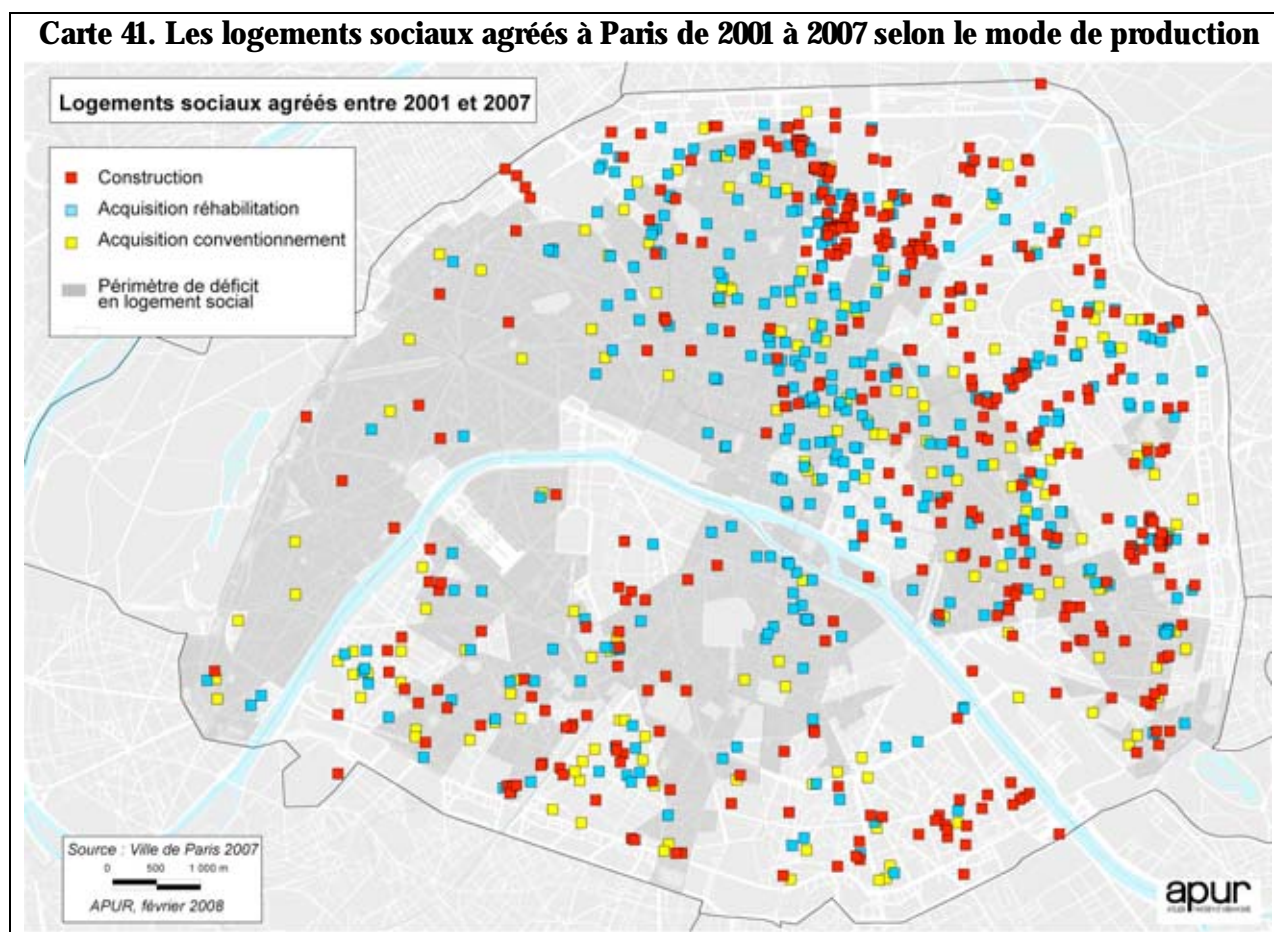 Carte 41. Les logements sociaux agréés à Paris de 2001 à 2007 selon le mode de production
Logements sociaux agréés entre 2001 et 2007
Construction
Acquisition réhabilitation
Acquisition conventionnement
Périmètre de déficit
en logement social
Source : Ville de Paris 2007
0 500 1 000 m
APUR, février 2008
apur